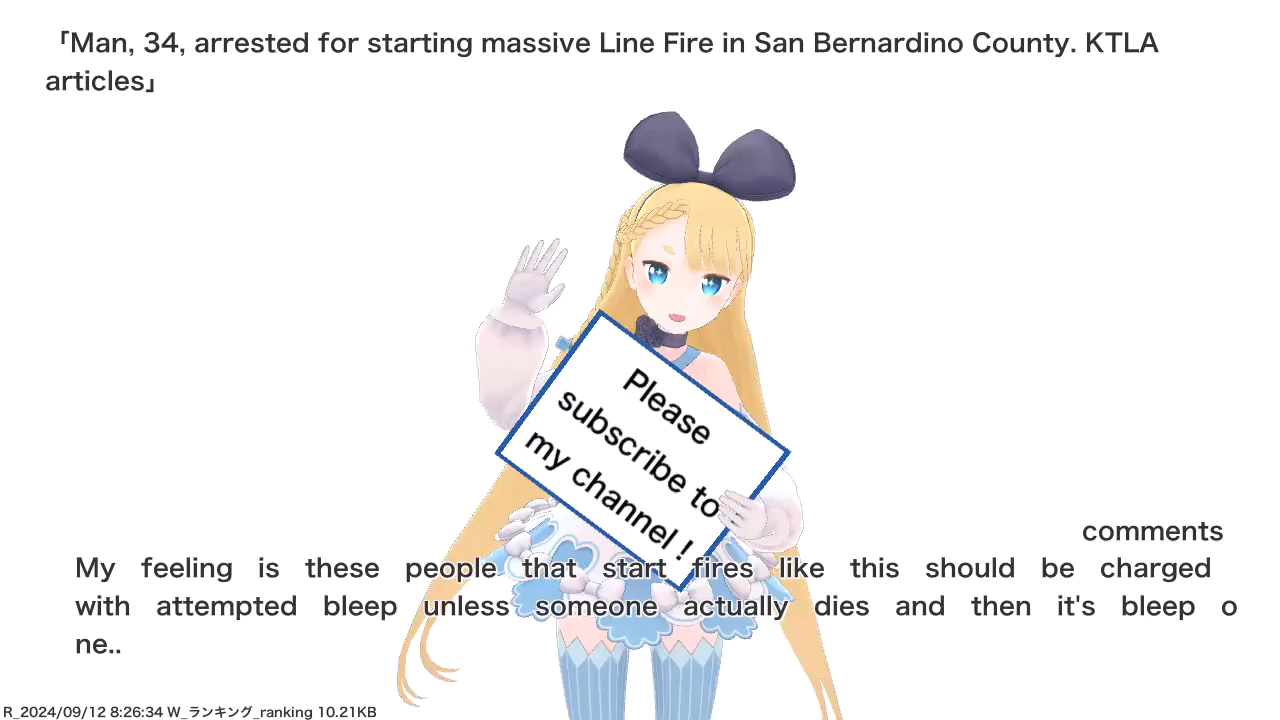 「Man, 34, arrested for starting massive Line Fire in San Bernardino County. KTLA
articles」
Please
subscribe to
my channel !
comments
My feeling is these people that start fires like this should be charged
with attempted bleep unless someone actually dies and then it's bleep o
ne..
R_2024/09/12 8:26:34 W_ランキング_ranking 10.21KB